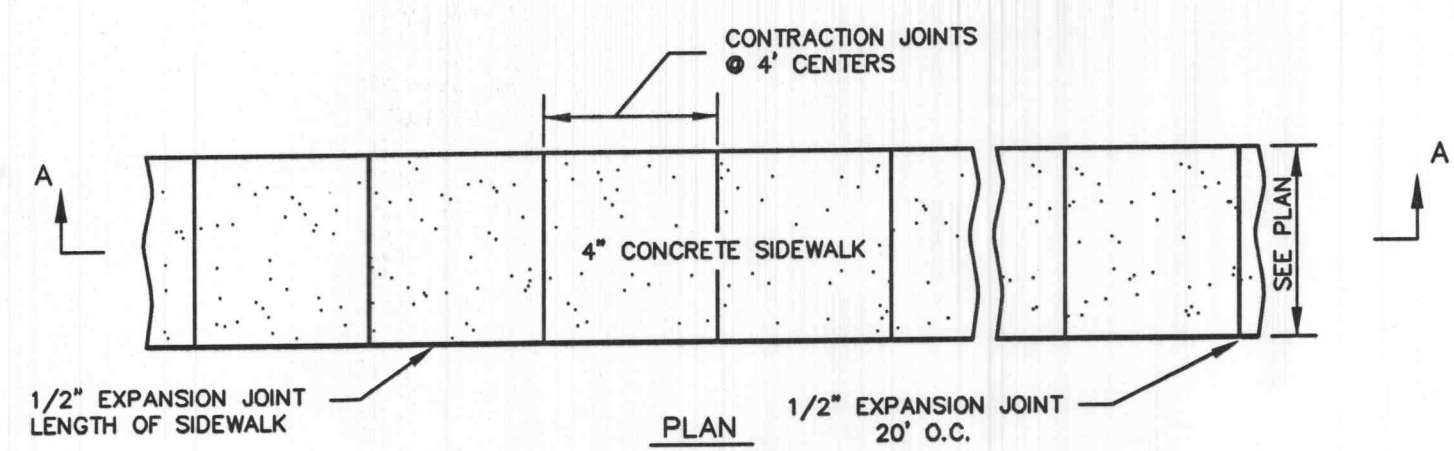 CONTRACTION JOINTS
@ 4' CENTERS
A
A
4" CONCRETE SIDEWALK
SEE PLAN
1/2" EXPANSION JOINT
LENGTH OF SIDEWALK
1/2" EXPANSION JOINT
20' O.C.
PLAN